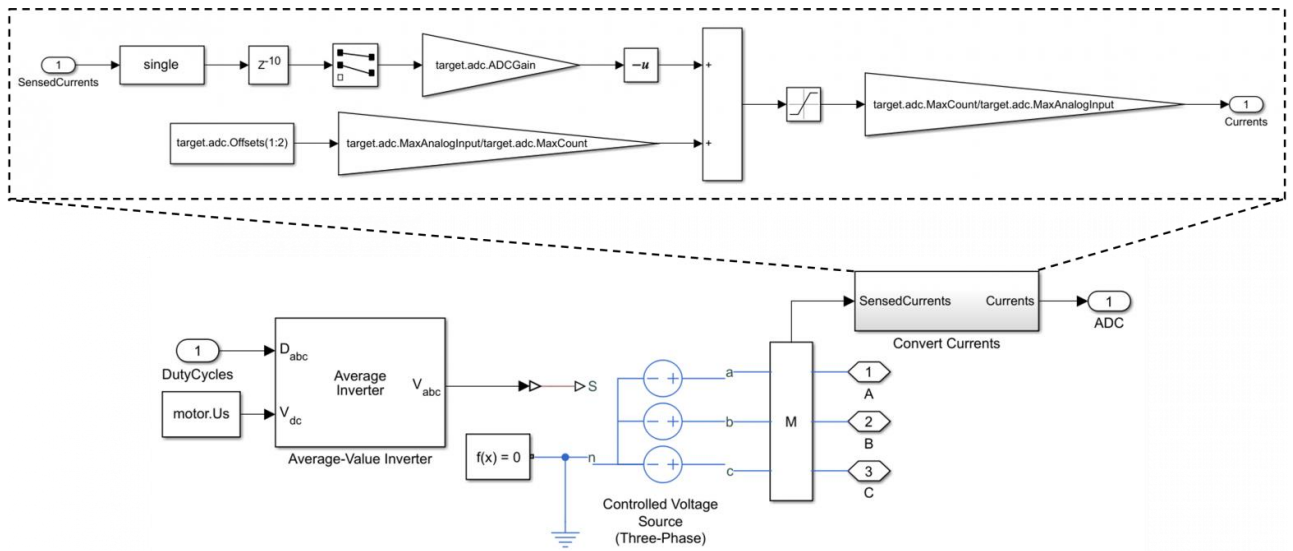 1
SensedCurrents
single
Z-10
target.adc.ADCGain
-u
+
target.adc.Offsets(1:2)
target.adc.MaxAnalogInput/target.adc.MaxCount
+
target.adc.MaxCount/target.adc.MaxAnalogInput
1
Currents
SensedCurrents Currents
Convert Currents
1
ADC
1
DutyCycles
motor.Us
Dabc
Vdc
Average
Inverter
Vabc
Average-Value Inverter
S
f(x) = 0
n
- +
a
- +
b
- +
c
Controlled Voltage
Source
(Three-Phase)
M
1
A
2
B
3
C